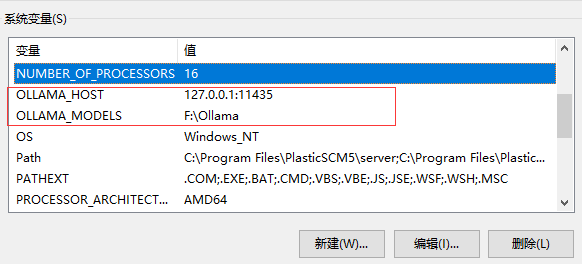 系统变量(S)
变量 值
NUMBER_OF_PROCESSORS 16
OLLAMA_HOST 127.0.0.1:11435
OLLAMA_MODELS F:\Ollama
OS Windows_NT
Path C:\Program Files\PlasticSCM5\server;C:\Program Files\Plastic...
PATHEXT .COM;.EXE;.BAT;.CMD;.VBS;.VBE;.JS;.JSE;.WSF;.WSH;.MSC
PROCESSOR_ARCHITECT... AMD64
新建(W)... 编辑(I)... 删除(L)